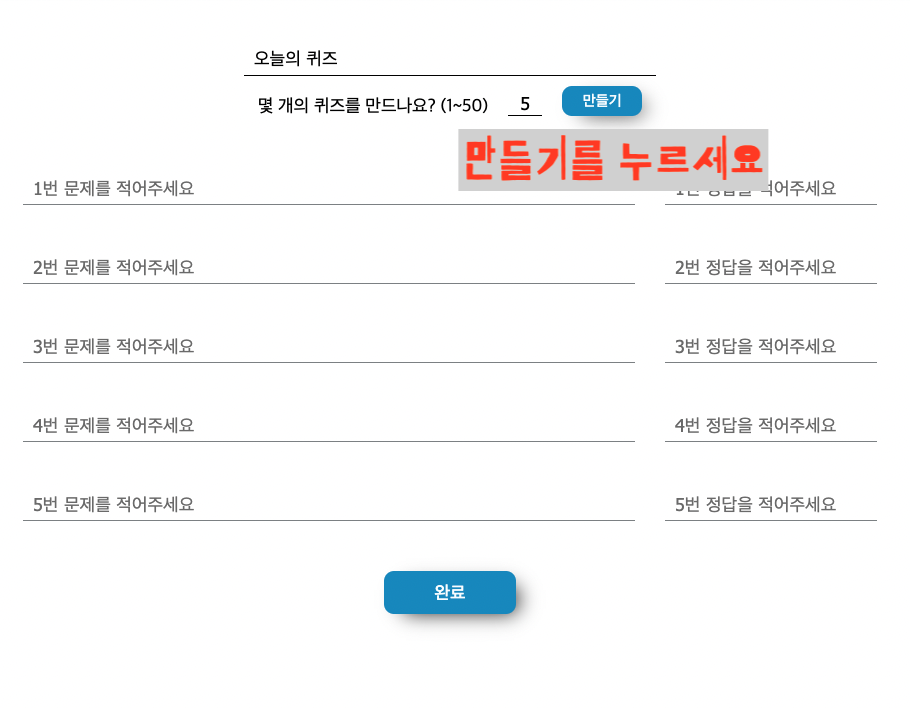 오늘의 퀴즈
몇 개의 퀴즈를 만드나요? (1~50) 5 만들기
만들기를 누르세요
1번 문제를 적어주세요 1번 정답을 적어주세요
2번 문제를 적어주세요 2번 정답을 적어주세요
3번 문제를 적어주세요 3번 정답을 적어주세요
4번 문제를 적어주세요 4번 정답을 적어주세요
5번 문제를 적어주세요 5번 정답을 적어주세요
완료